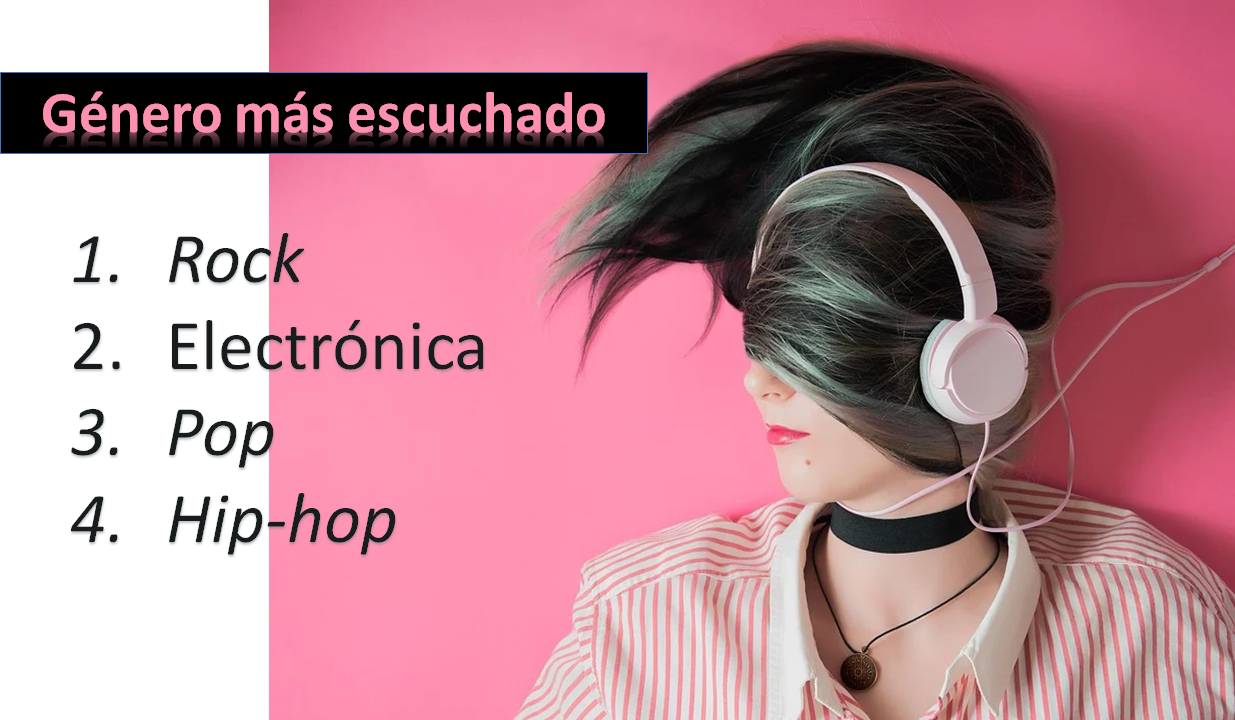 Género más escuchado
1. Rock
2. Electrónica
3. Pop
4. Hip-hop